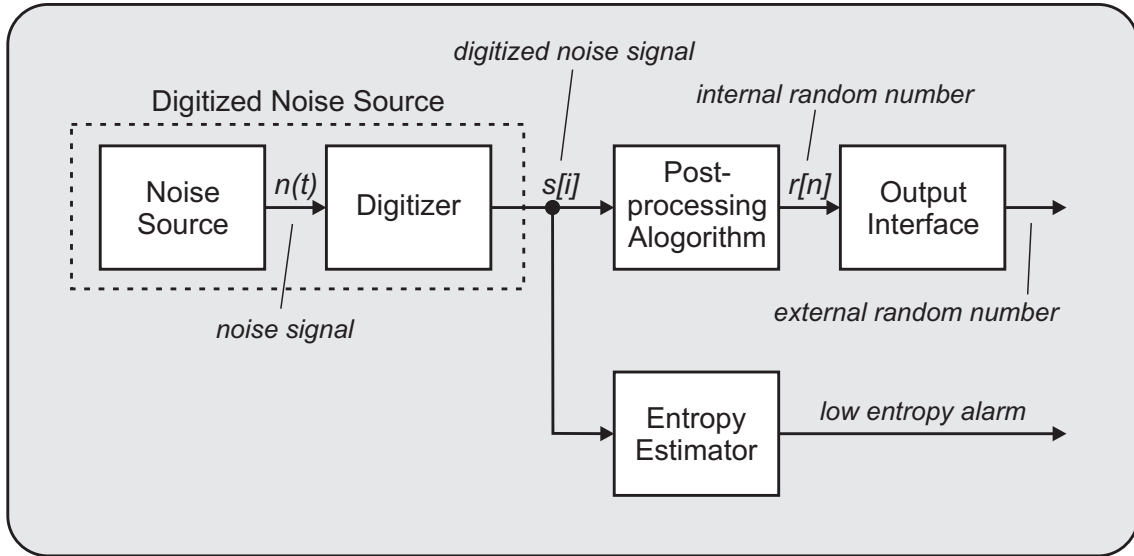 digitized noise signal
internal random number
Digitized Noise Source
Noise
Source
n(t)
Digitizer
s[i]
Post-
processing
Alogorithm
r[n]
Output
Interface
noise signal
external random number
Entropy
Estimator
low entropy alarm